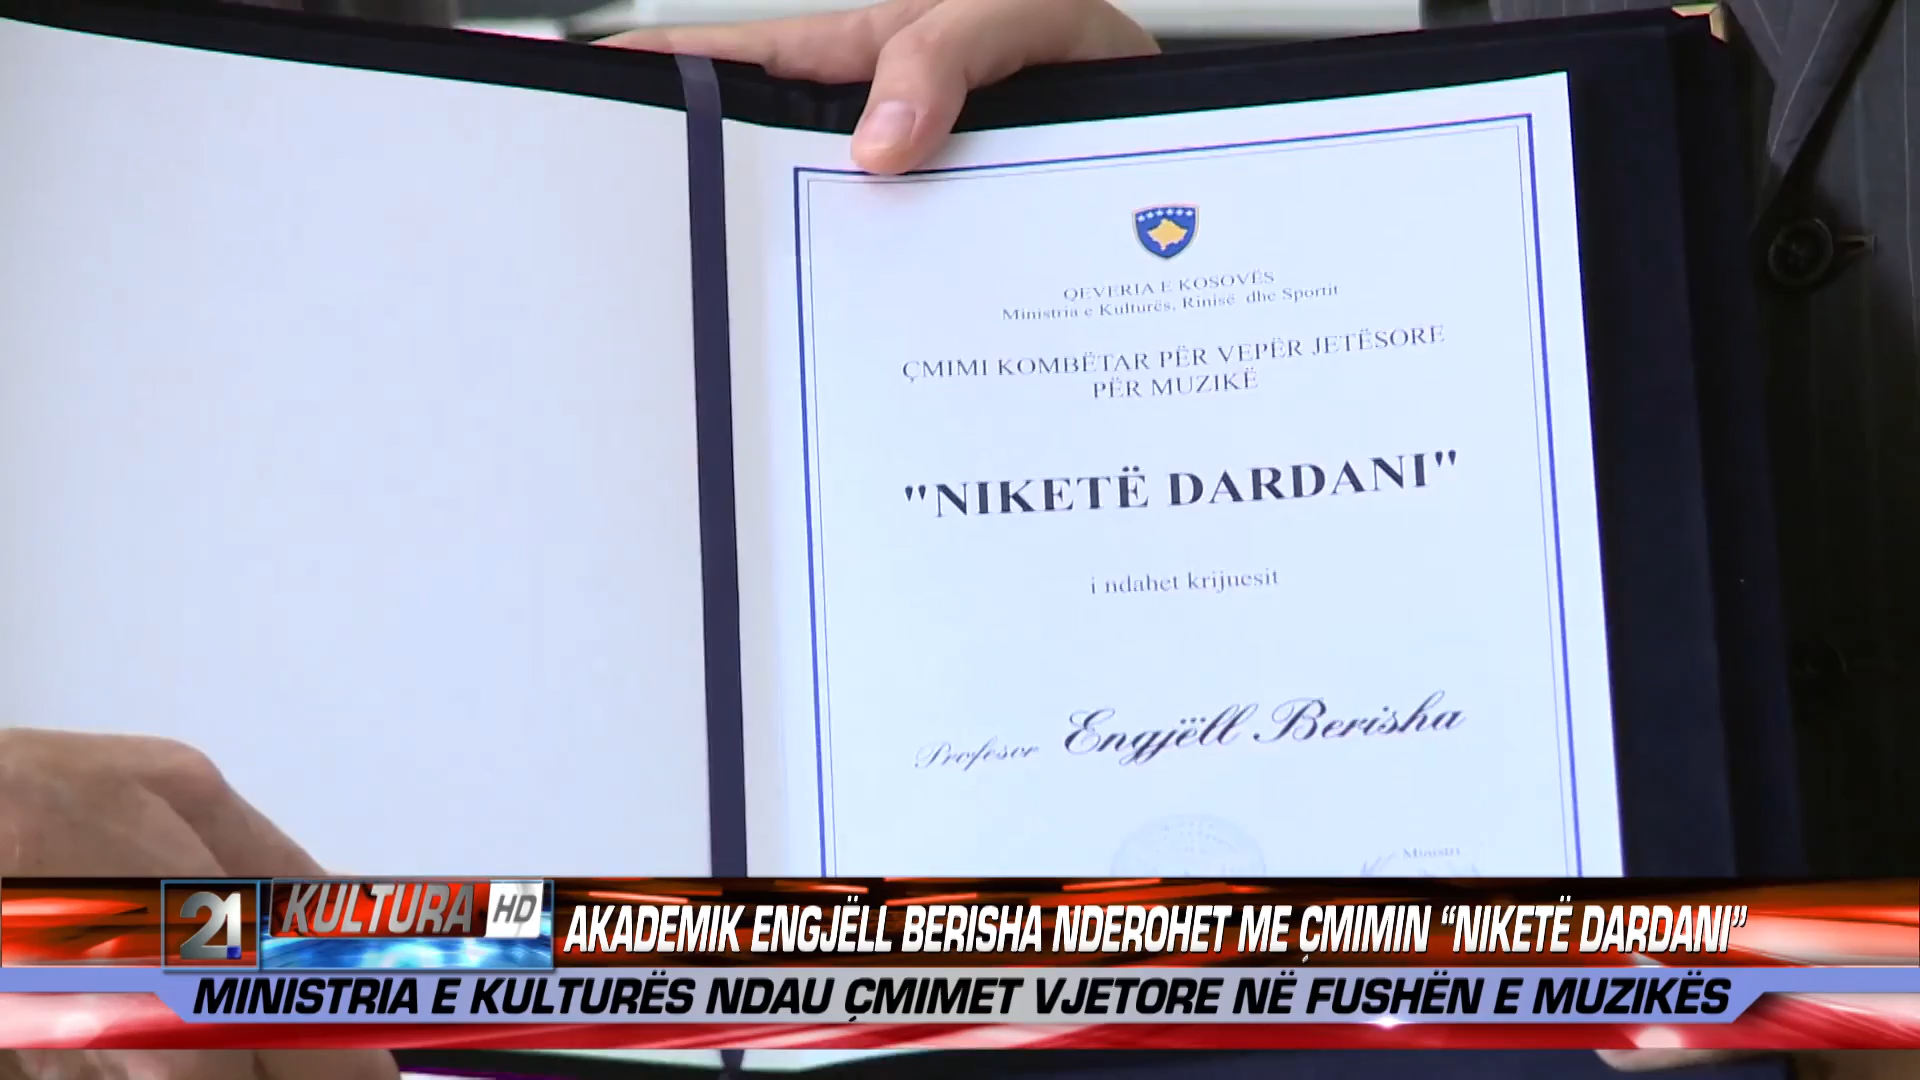 QEVERIA E KOSOVËS
Ministria e Kulturës, Rinisë dhe Sportit
ÇMIMI KOMBËTAR PËR VEPËR JETËSORE
PËR MUZIKË
"NIKETË DARDANI"
i ndahet krijuesit
Profesor Engjëll Berisha
Ministri
21 KULTURA HD
AKADEMIK ENGJËLL BERISHA NDEROHET ME ÇMIMIN “NIKETË DARDANI”
MINISTRIA E KULTURËS NDAU ÇMIMET VJETORE NË FUSHËN E MUZIKËS